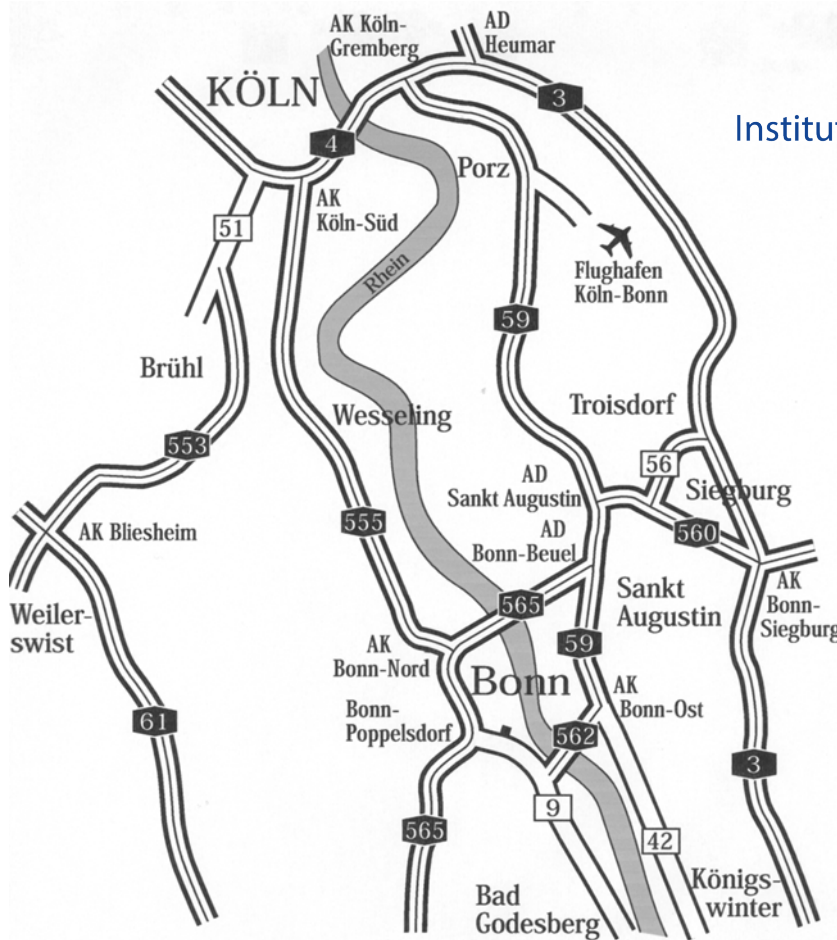 AK Köln-
Gremberg
AD
Heumar
KÖLN
3
4
Institu
Porz
AK
Köln-Süd
51
Rhein
Flughafen
Köln-Bonn
59
Brühl
Wesseling
Troisdorf
553
56
Siegburg
AD
Sankt Augustin
555
AK Bliesheim
AD
Bonn-Beuel
560
Weiler-
swist
565
Sankt
Augustin
AK
Bonn-
Siegburg
59
AK
Bonn-Nord
Bonn
AK
Bonn-Ost
61
Bonn-
Poppelsdorf
562
3
9
565
42
Bad
Godesberg
Königs-
winter